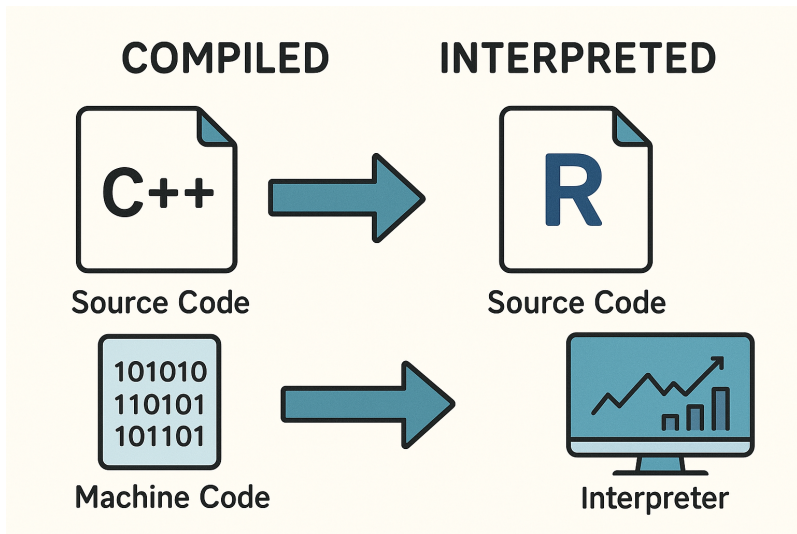 COMPILED
INTERPRETED
C++
R
Source Code
Source Code
101010
110101
101101
Machine Code
Interpreter